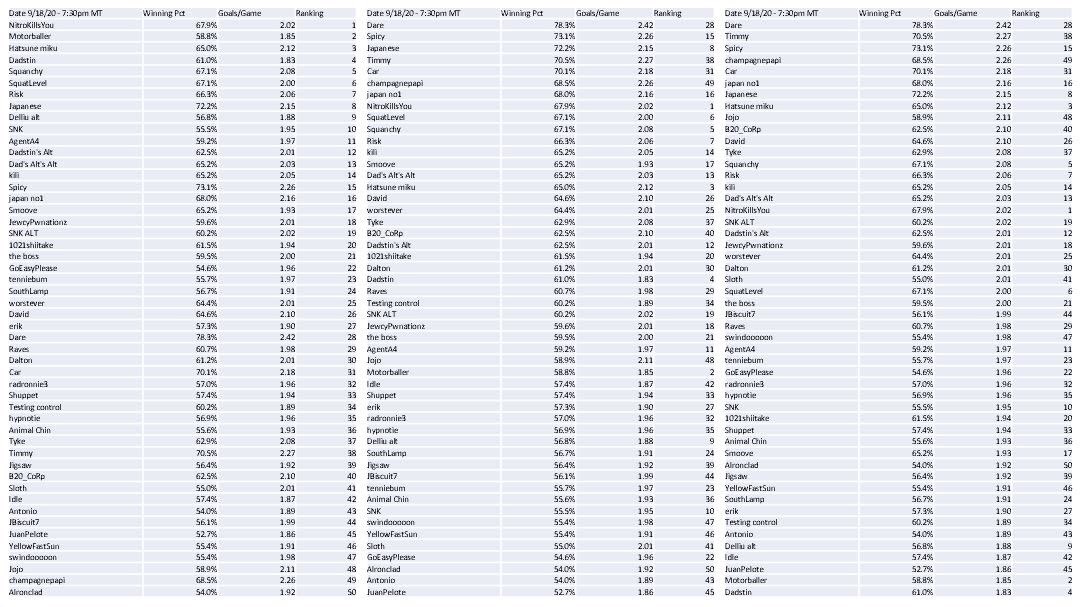 Date 9/18/20 - 7:30pm MT Winning Pct Goals/Game Ranking Date 9/18/20 - 7:30pm MT Winning Pct Goals/Game Ranking Date 9/18/20 - 7:30pm MT Winning Pct Goals/Game Ranking
NitroKillsYou 67.9% 2.02 1 Dare 78.3% 2.42 28 Dare 78.3% 2.42 28
Motorballer 58.8% 1.85 2 Spicy 73.1% 2.26 15 Timmy 70.5% 2.27 38
Hatsune miku 65.0% 2.12 3 Japanese 72.2% 2.15 8 Spicy 73.1% 2.26 15
Dadstin 61.0% 1.83 4 Timmy 70.5% 2.27 38 champagnepapi 68.5% 2.26 49
Squanchy 67.1% 2.08 5 Car 70.1% 2.18 31 Car 70.1% 2.18 31
SquatLevel 67.1% 2.00 6 champagnepapi 68.5% 2.26 49 japan no1 68.0% 2.16 16
Risk 66.3% 2.06 7 japan no1 68.0% 2.16 16 Japanese 72.2% 2.15 8
Japanese 72.2% 2.15 8 NitroKillsYou 67.9% 2.02 1 Hatsune miku 65.0% 2.12 3
Delliu alt 56.8% 1.88 9 SquatLevel 67.1% 2.00 6 Jojo 58.9% 2.11 48
SNK 55.5% 1.95 10 Squanchy 67.1% 2.08 5 B20_CoRp 62.5% 2.10 40
AgentA4 59.2% 1.97 11 Risk 66.3% 2.06 7 David 64.6% 2.10 26
Dadstin's Alt 62.5% 2.01 12 kili 65.2% 2.05 14 Tyke 62.9% 2.08 37
Dad's Alt's Alt 65.2% 2.03 13 Smoove 65.2% 1.93 17 Squanchy 67.1% 2.08 5
kili 65.2% 2.05 14 Dad's Alt's Alt 65.2% 2.03 13 Risk 66.3% 2.06 7
Spicy 73.1% 2.26 15 Hatsune miku 65.0% 2.12 3 kili 65.2% 2.05 14
japan no1 68.0% 2.16 16 David 64.6% 2.10 26 Dad's Alt's Alt 65.2% 2.03 13
Smoove 65.2% 1.93 17 worstever 64.4% 2.01 25 NitroKillsYou 67.9% 2.02 1
JewcyPwnationz 59.6% 2.01 18 Tyke 62.9% 2.08 37 SNK ALT 60.2% 2.02 19
SNK ALT 60.2% 2.02 19 B20_CoRp 62.5% 2.10 40 Dadstin's Alt 62.5% 2.01 12
1021shiitake 61.5% 1.94 20 Dadstin's Alt 62.5% 2.01 12 JewcyPwnationz 59.6% 2.01 18
the boss 59.5% 2.00 21 1021shiitake 61.5% 1.94 20 worstever 64.4% 2.01 25
GoEasyPlease 54.6% 1.96 22 Dalton 61.2% 2.01 30 Dalton 61.2% 2.01 30
tenniebum 55.7% 1.97 23 Dadstin 61.0% 1.83 4 Sloth 55.0% 2.01 41
SouthLamp 56.7% 1.91 24 Raves 60.7% 1.98 29 SquatLevel 67.1% 2.00 6
worstever 64.4% 2.01 25 Testing control 60.2% 1.89 34 the boss 59.5% 2.00 21
David 64.6% 2.10 26 SNK ALT 60.2% 2.02 19 JBiscuit7 56.1% 1.99 44
erik 57.3% 1.90 27 JewcyPwnationz 59.6% 2.01 18 Raves 60.7% 1.98 29
Dare 78.3% 2.42 28 the boss 59.5% 2.00 21 swindooooon 55.4% 1.98 47
Raves 60.7% 1.98 29 AgentA4 59.2% 1.97 11 AgentA4 59.2% 1.97 11
Dalton 61.2% 2.01 30 Jojo 58.9% 2.11 48 tenniebum 55.7% 1.97 23
Car 70.1% 2.18 31 Motorballer 58.8% 1.85 2 GoEasyPlease 54.6% 1.96 22
radronnie3 57.0% 1.96 32 Idle 57.4% 1.87 42 radronnie3 57.0% 1.96 32
Shuppet 57.4% 1.94 33 Shuppet 57.4% 1.94 33 hypnotie 56.9% 1.96 35
Testing control 60.2% 1.89 34 erik 57.3% 1.90 27 SNK 55.5% 1.95 10
hypnotie 56.9% 1.96 35 radronnie3 57.0% 1.96 32 1021shiitake 61.5% 1.94 20
Animal Chin 55.6% 1.93 36 hypnotie 56.9% 1.96 35 Shuppet 57.4% 1.94 33
Tyke 62.9% 2.08 37 Delliu alt 56.8% 1.88 9 Animal Chin 55.6% 1.93 36
Timmy 70.5% 2.27 38 SouthLamp 56.7% 1.91 24 Smoove 65.2% 1.93 17
Jigsaw 56.4% 1.92 39 Jigsaw 56.4% 1.92 39 AIronclad 54.0% 1.92 50
B20_CoRp 62.5% 2.10 40 JBiscuit7 56.1% 1.99 44 Jigsaw 56.4% 1.92 39
Sloth 55.0% 2.01 41 tenniebum 55.7% 1.97 23 YellowFastSun 55.4% 1.91 46
Idle 57.4% 1.87 42 Animal Chin 55.6% 1.93 36 SouthLamp 56.7% 1.91 24
Antonio 54.0% 1.89 43 SNK 55.5% 1.95 10 erik 57.3% 1.90 27
JBiscuit7 56.1% 1.99 44 swindooooon 55.4% 1.98 47 Testing control 60.2% 1.89 34
JuanPelote 52.7% 1.86 45 YellowFastSun 55.4% 1.91 46 Antonio 54.0% 1.89 43
YellowFastSun 55.4% 1.91 46 Sloth 55.0% 2.01 41 Delliu alt 56.8% 1.88 9
swindooooon 55.4% 1.98 47 GoEasyPlease 54.6% 1.96 22 Idle 57.4% 1.87 42
Jojo 58.9% 2.11 48 AIronclad 54.0% 1.92 50 JuanPelote 52.7% 1.86 45
champagnepapi 68.5% 2.26 49 Antonio 54.0% 1.89 43 Motorballer 58.8% 1.85 2
AIronclad 54.0% 1.92 50 JuanPelote 52.7% 1.86 45 Dadstin 61.0% 1.83 4